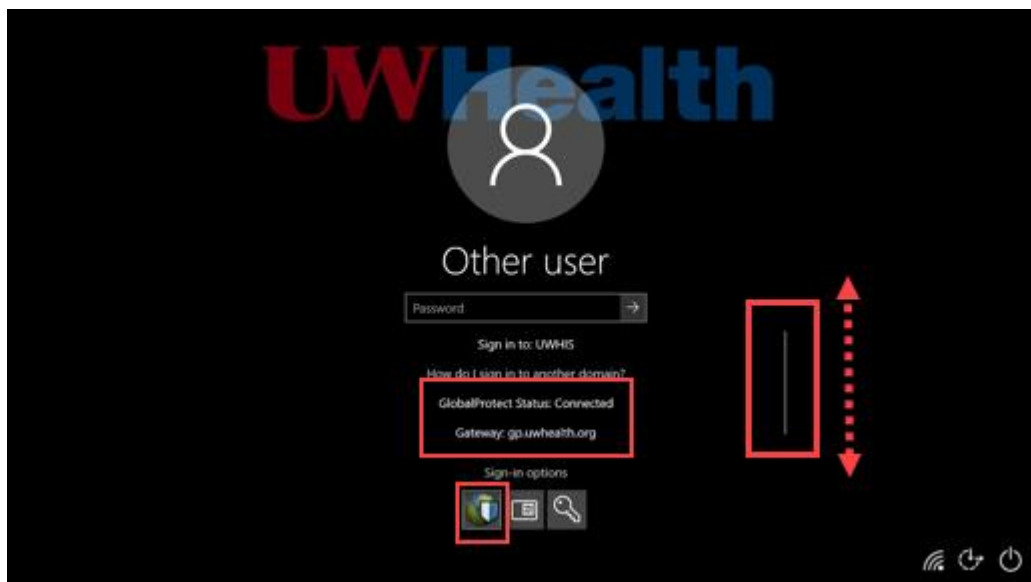 UWHealth
Other user
Password
Sign in to: UWHIS
How do I sign in to another domain?
GlobalProtect Status: Connected
Gateway: gp.uwhealth.org
Sign-in options